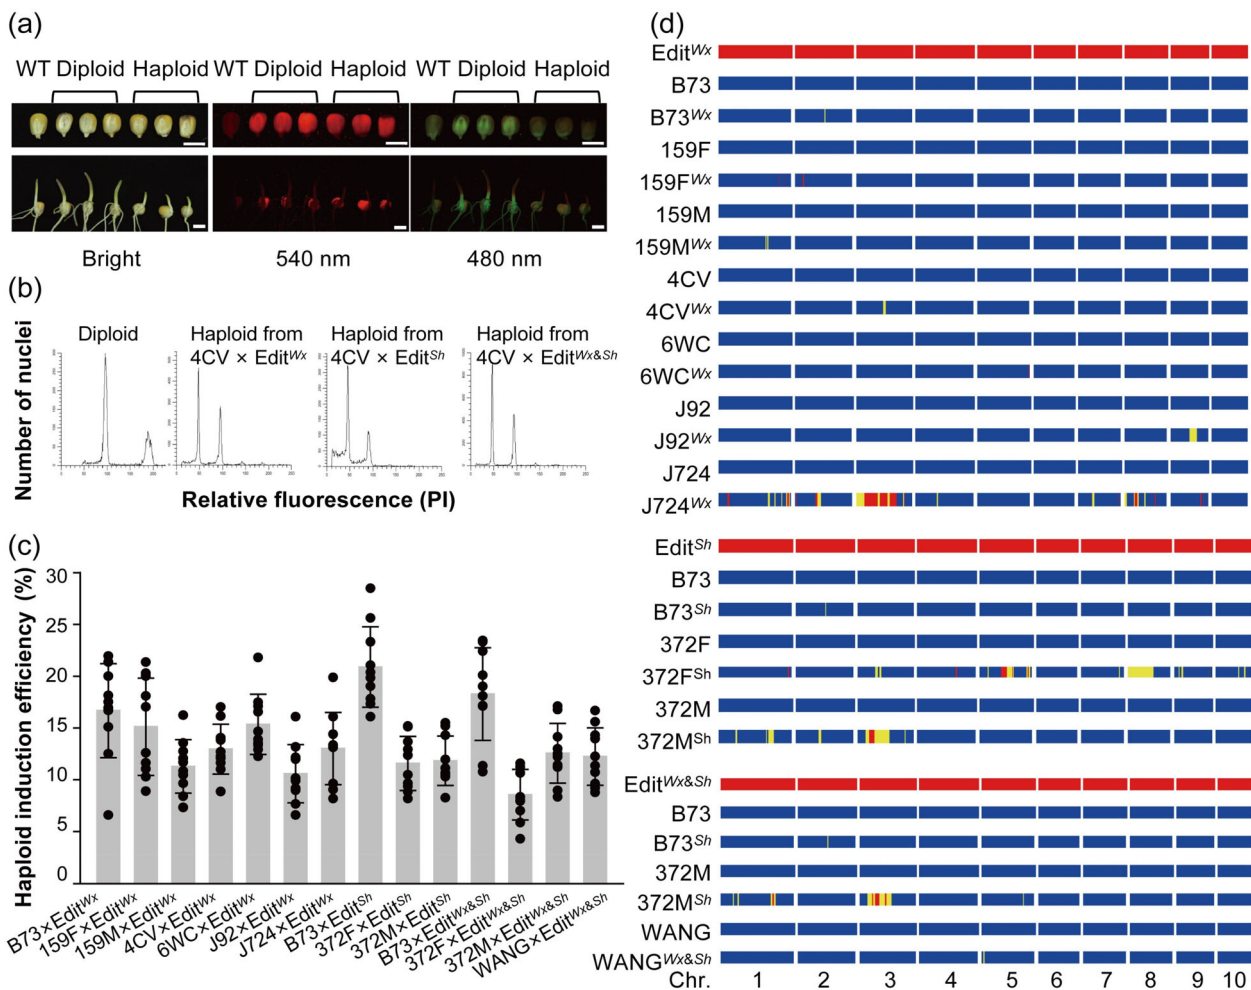 (a)
WT Diploid Haploid WT Diploid Haploid WT Diploid Haploid
Bright 540 nm 480 nm
(b)
Number of nuclei
Diploid
Haploid from
4CV × Edit^Wx
Haploid from
4CV × Edit^Sh
Haploid from
4CV × Edit^Wx&Sh
Relative fluorescence (PI)
(c)
Haploid induction efficiency (%)
30
25
20
15
10
5
0
B73×Edit^Wx
159F×Edit^Wx
159M×Edit^Wx
4CV×Edit^Wx
6WC×Edit^Wx
J92×Edit^Wx
J724×Edit^Wx
B73×Edit^Sh
372F×Edit^Sh
372M×Edit^Sh
B73×Edit^Wx&Sh
372F×Edit^Wx&Sh
372M×Edit^Wx&Sh
WANG×Edit^Wx&Sh
(d)
Edit^Wx
B73
B73^Wx
159F
159F^Wx
159M
159M^Wx
4CV
4CV^Wx
6WC
6WC^Wx
J92
J92^Wx
J724
J724^Wx
Edit^Sh
B73
B73^Sh
372F
372F^Sh
372M
372M^Sh
Edit^Wx&Sh
B73
B73^Sh
372M
372M^Sh
WANG
WANG^Wx&Sh
Chr. 1 2 3 4 5 6 7 8 9 10